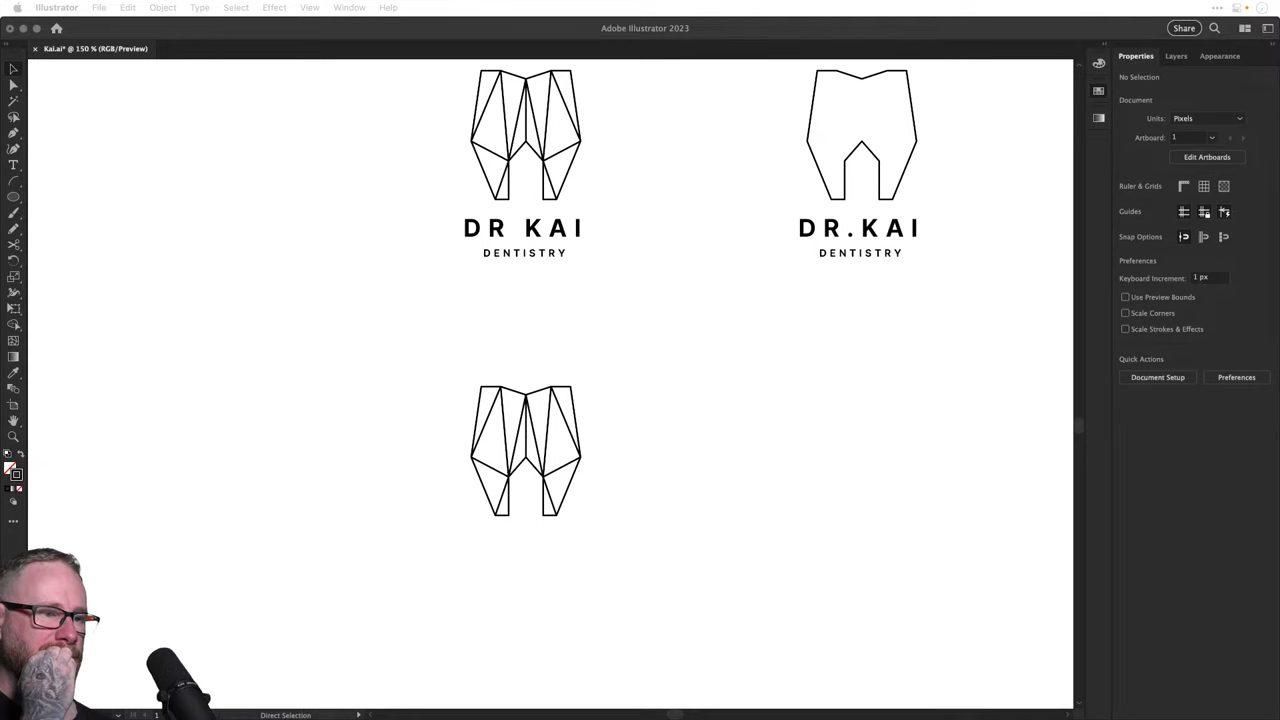 Illustrator File Edit Object Type Select Effect View Window Help
Adobe Illustrator 2023
Share
Kai.ai* @ 150 % (RGB/Preview)
Properties Layers Appearance
No Selection
Document
Units: Pixels
Artboard: 1
Edit Artboards
Ruler & Grids
Guides
Snap Options
Preferences
Keyboard Increment: 1 px
Use Preview Bounds
Scale Corners
Scale Strokes & Effects
Quick Actions
Document Setup Preferences
DR KAI
DENTISTRY
DR.KAI
DENTISTRY
1 Direct Selection